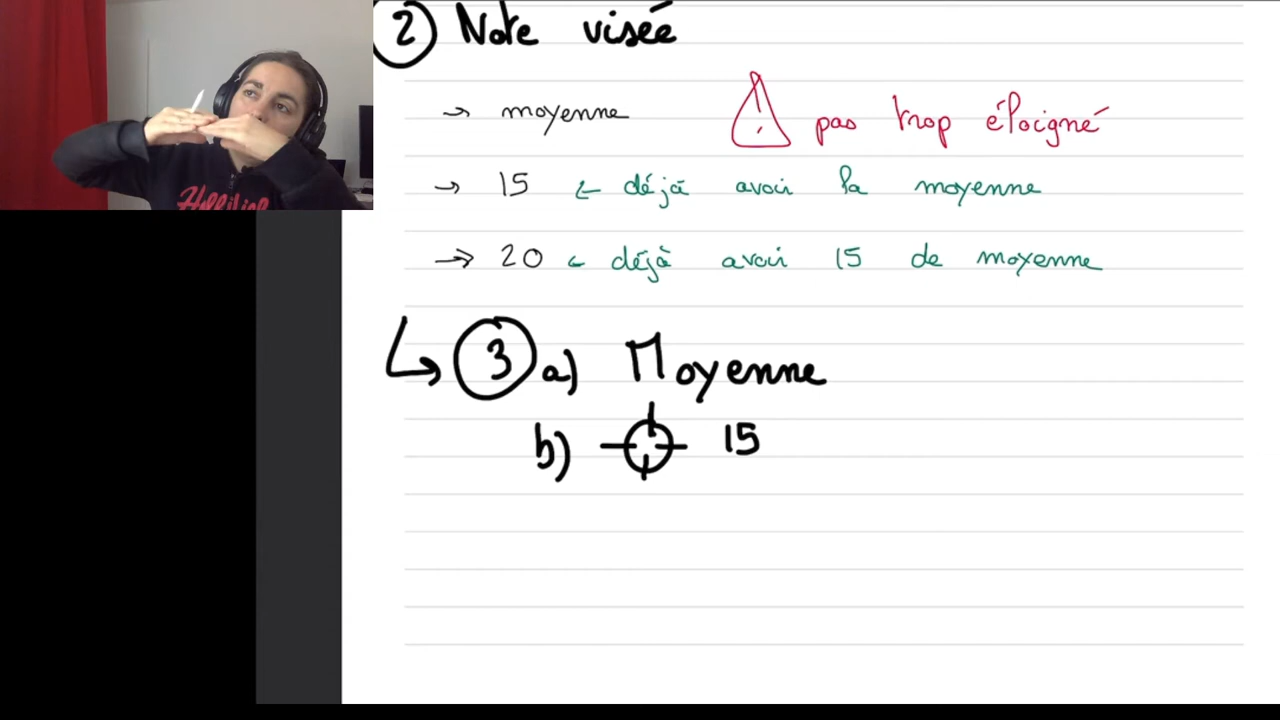 2 Note visée
→ moyenne ! pas trop éloigné
→ 15 ← déjà avoir la moyenne
→ 20 ← déjà avoir 15 de moyenne
↳ 3 a) Moyenne
b) 15